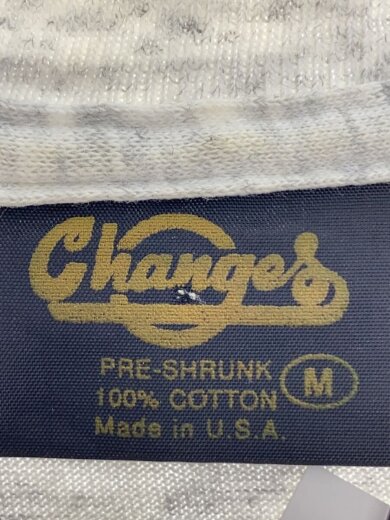 Changes
PRE-SHRUNK
100% COTTON
Made in U.S.A.
M